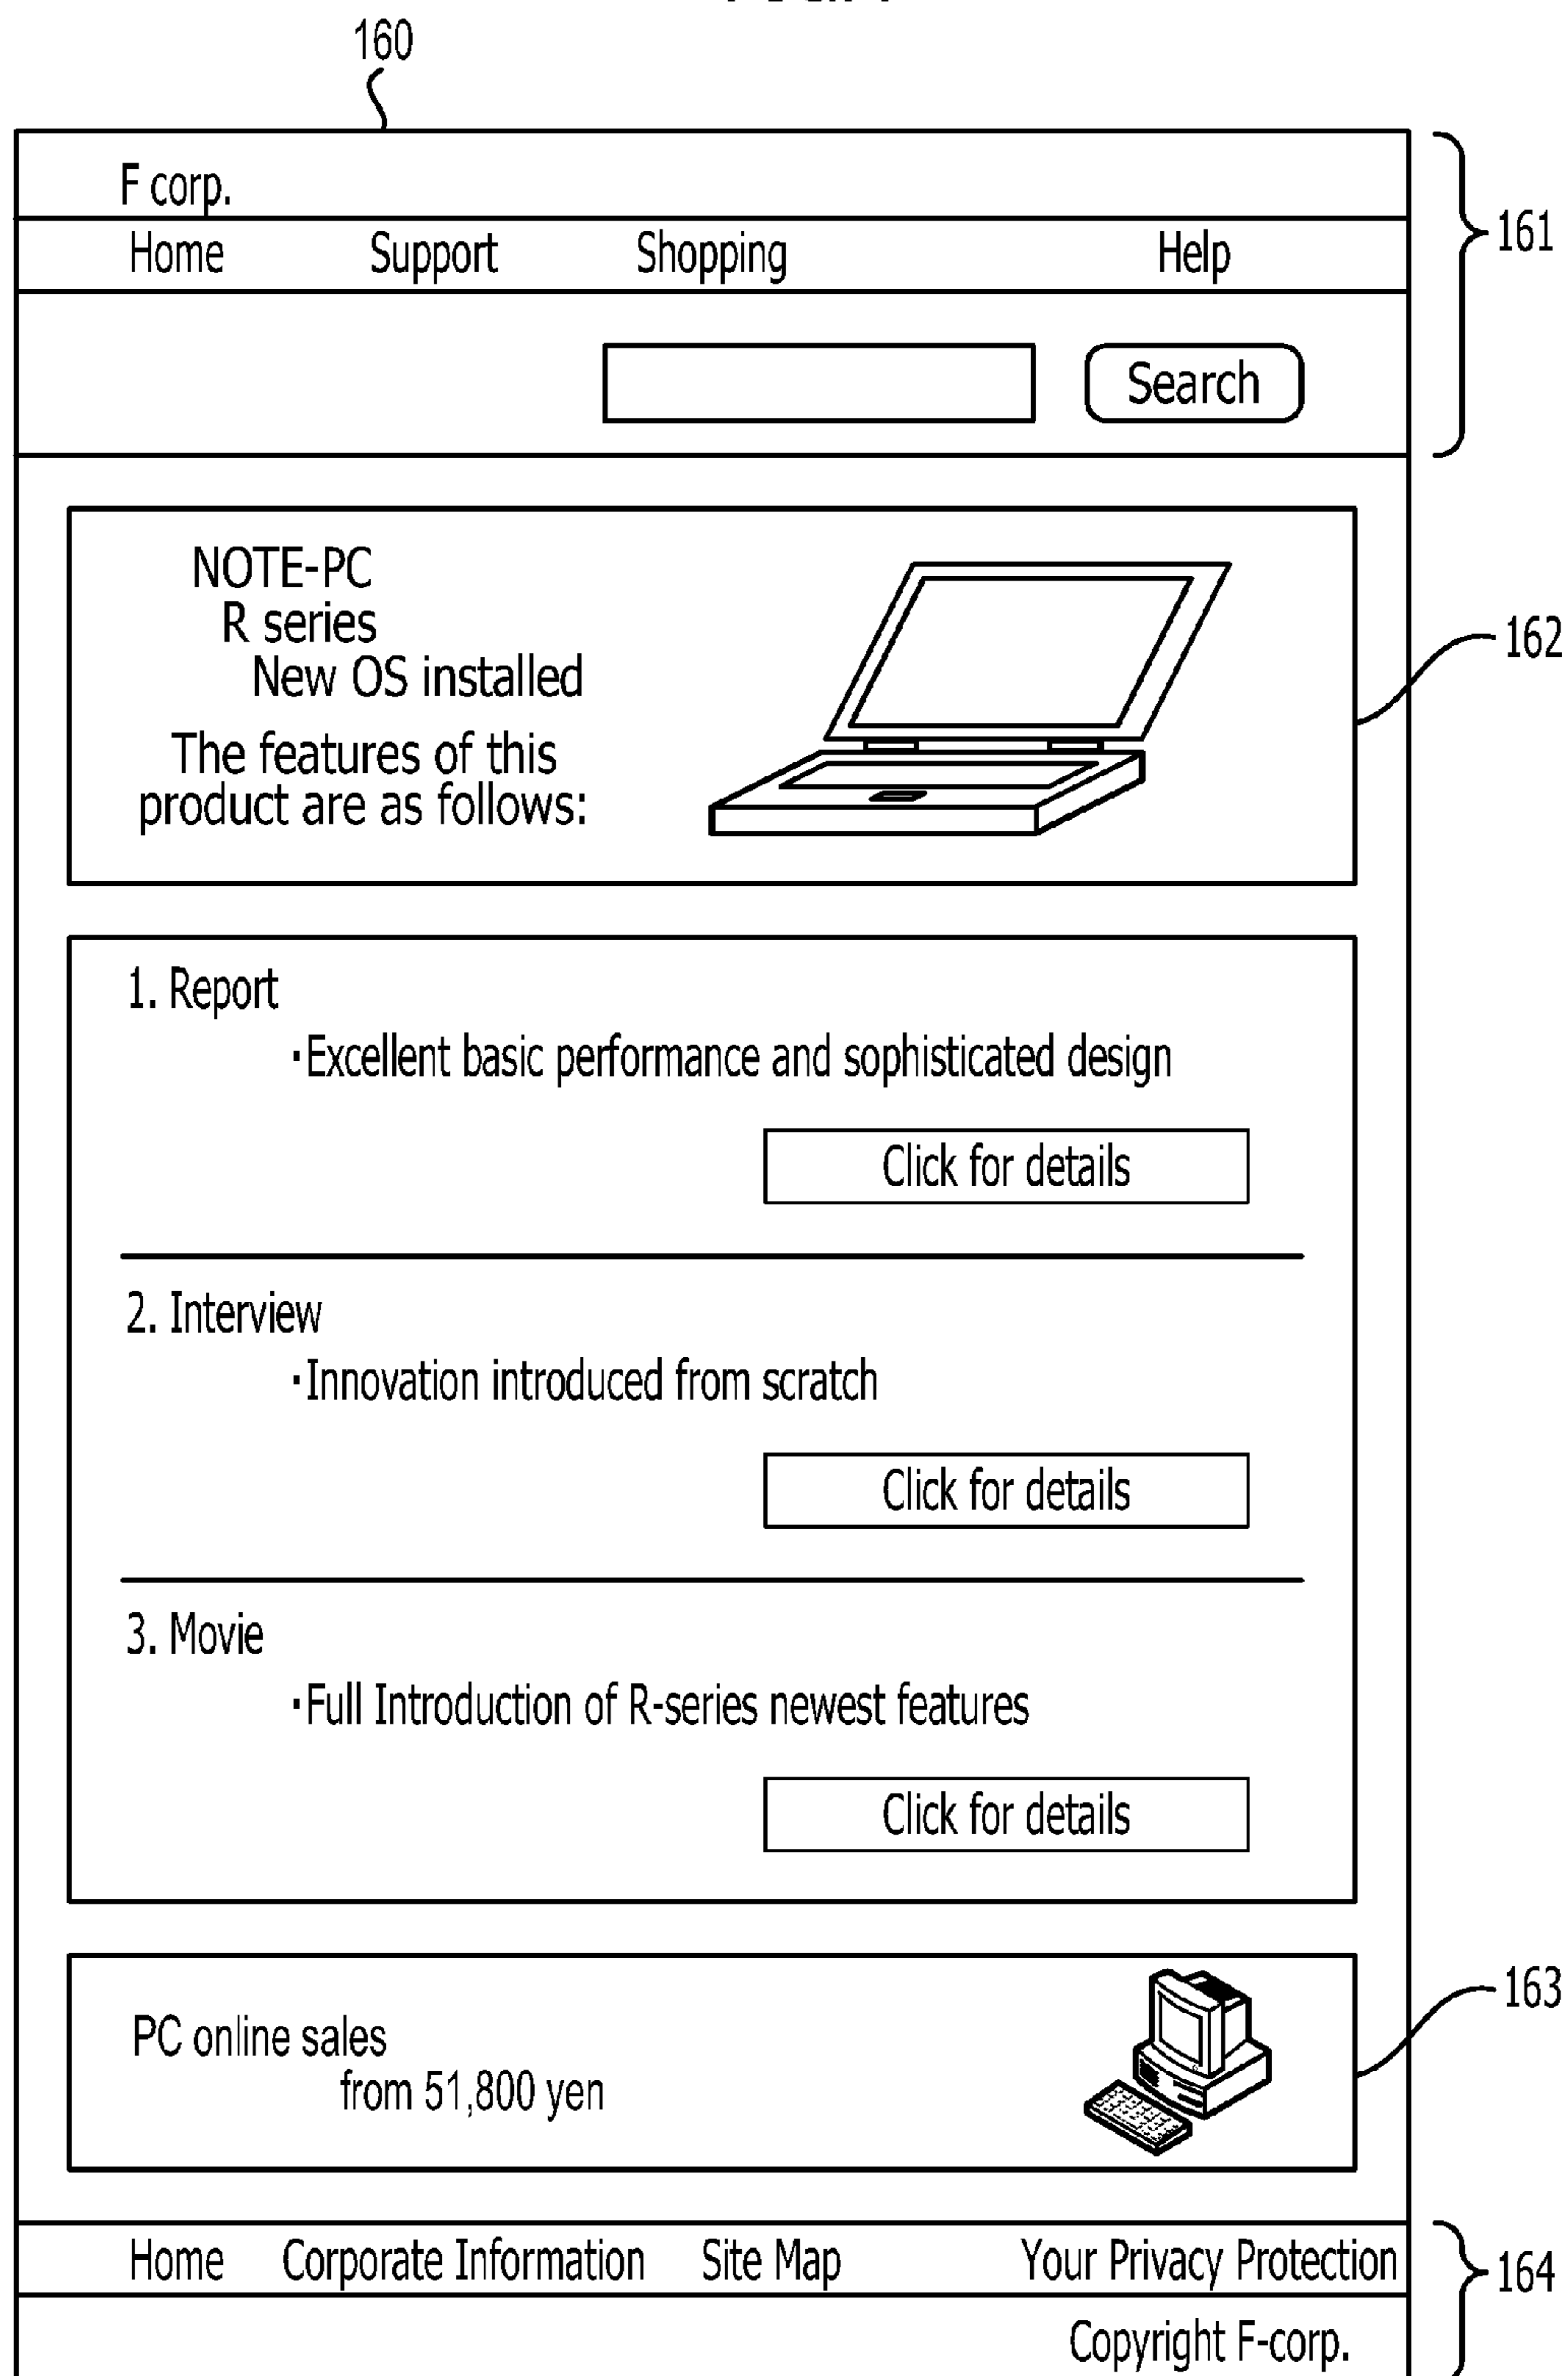 160
F corp.
161
Home Support Shopping Help
Search
NOTE-PC
R series
New OS installed
The features of this
product are as follows:
162
1. Report
·Excellent basic performance and sophisticated design
Click for details
2. Interview
·Innovation introduced from scratch
Click for details
3. Movie
·Full Introduction of R-series newest features
Click for details
PC online sales
from 51,800 yen
163
Home Corporate Information Site Map Your Privacy Protection
164
Copyright F-corp.